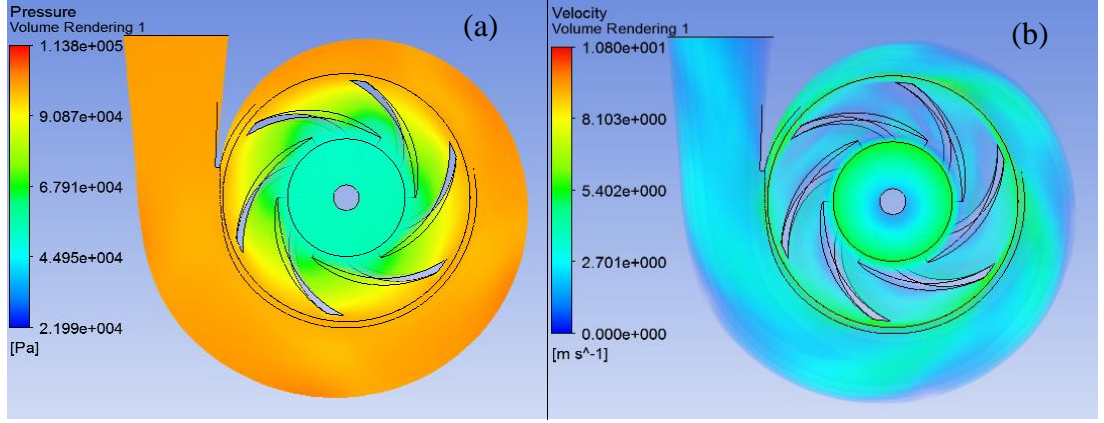 Pressure
Volume Rendering 1
(a)
1.138e+005
9.087e+004
6.791e+004
4.495e+004
2.199e+004
[Pa]
Velocity
Volume Rendering 1
(b)
1.080e+001
8.103e+000
5.402e+000
2.701e+000
0.000e+000
[m s^-1]